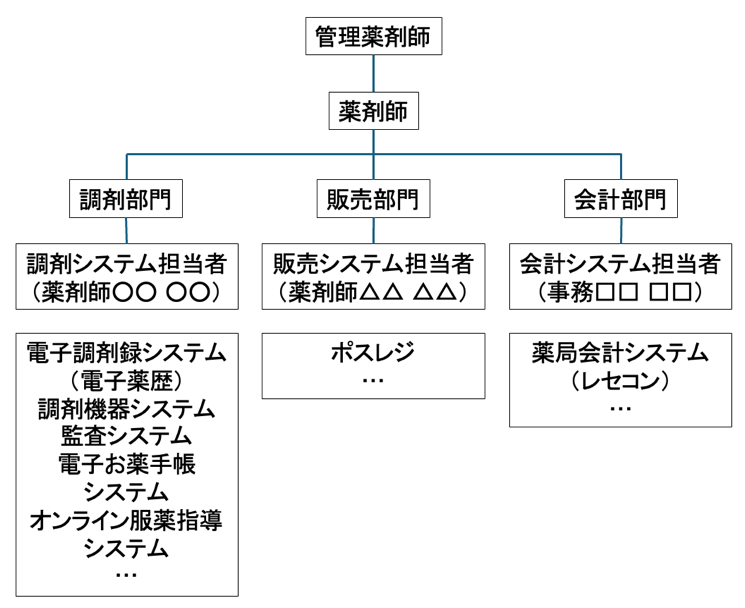 管理薬剤師
薬剤師
調剤部門
販売部門
会計部門
調剤システム担当者
（薬剤師〇〇 〇〇）
販売システム担当者
（薬剤師△△ △△）
会計システム担当者
（事務□□ □□）
電子調剤録システム
（電子薬歴）
調剤機器システム
監査システム
電子お薬手帳
システム
オンライン服薬指導
システム
…
ポスレジ
…
薬局会計システム
（レセコン）
…